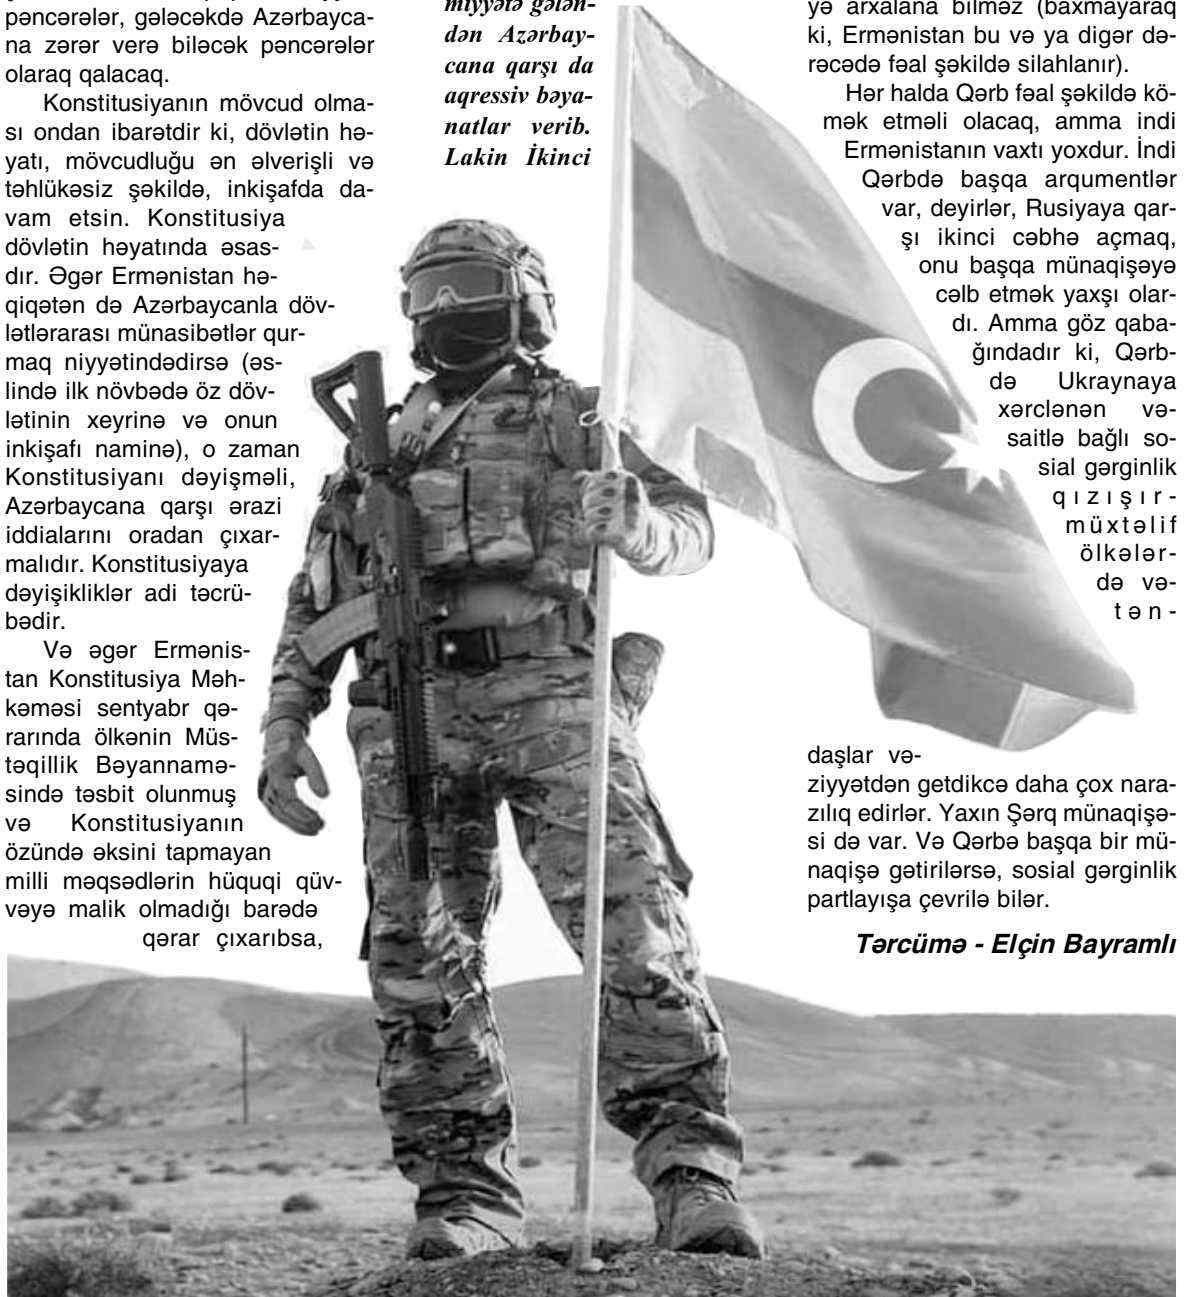 pəncərələr, gələcəkdə Azərbayca-
na zərər verə biləcək pəncərələr
olaraq qalacaq.
Konstitusiyanın mövcud olma-
sı ondan ibarətdir ki, dövlətin hə-
yatı, mövcudluğu ən əlverişli və
təhlükəsiz şəkildə, inkişafda da-
vam etsin. Konstitusiya
dövlətin həyatında əsas-
dır. Əgər Ermənistan hə-
qiqətən də Azərbaycanla döv-
lətlərarası münasibətlər qur-
maq niyyətindədirsə (əs-
lində ilk növbədə öz döv-
lətinin xeyrinə və onun
inkişafı naminə), o zaman
Konstitusiyanı dəyişməli,
Azərbaycana qarşı ərazi
iddialarını oradan çıxar-
malıdır. Konstitusiyaya
dəyişikliklər adi təcrü-
bədir.
Və əgər Ermənis-
tan Konstitusiya Məh-
kəməsi sentyabr qə-
rarında ölkənin Müs-
təqillik Bəyannamə-
sində təsbit olunmuş
və Konstitusiyanın
özündə əksini tapmayan
milli məqsədlərin hüquqi qüv-
vəyə malik olmadığı barədə
qərar çıxarıbsa,
miyyətə gələn-
dən Azərbay-
cana qarşı da
aqressiv bəya-
natlar verib.
Lakin İkinci
yə arxalana bilməz (baxmayaraq
ki, Ermənistan bu və ya digər də-
rəcədə fəal şəkildə silahlanır).
Hər halda Qərb fəal şəkildə kö-
mək etməli olacaq, amma indi
Ermənistanın vaxtı yoxdur. İndi
Qərbdə başqa arqumentlər
var, deyirlər, Rusiyaya qar-
şı ikinci cəbhə açmaq,
onu başqa münaqişəyə
cəlb etmək yaxşı olar-
dı. Amma göz qaba-
ğındadır ki, Qərb-
də Ukraynaya
xərclənən və-
saitlə bağlı so-
sial gərginlik
qızışır-
müxtəlif
ölkələr-
də və-
tən-
daşlar və-
ziyyətdən getdikcə daha çox nara-
zılıq edirlər. Yaxın Şərq münaqişə-
si də var. Və Qərbə başqa bir mü-
naqişə gətirilərsə, sosial gərginlik
partlayışa çevrilə bilər.
Tərcümə - Elçin Bayramlı